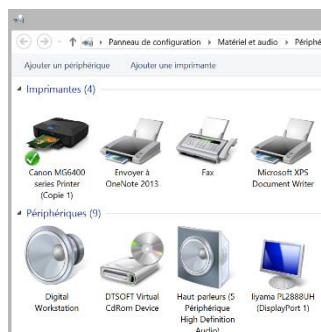 Panneau de configuration ▸ Matériel et audio ▸ Périphé
Ajouter un périphérique Ajouter une imprimante
Imprimantes (4)
Canon MG6400 series Printer (Copie 1)
Envoyer à OneNote 2013
Fax
Microsoft XPS Document Writer
Périphériques (9)
Digital Workstation
DTSOFT Virtual CdRom Device
Haut parleurs (5 Périphérique High Definition Audio)
Iiyama PL2888UH (DisplayPort 1)